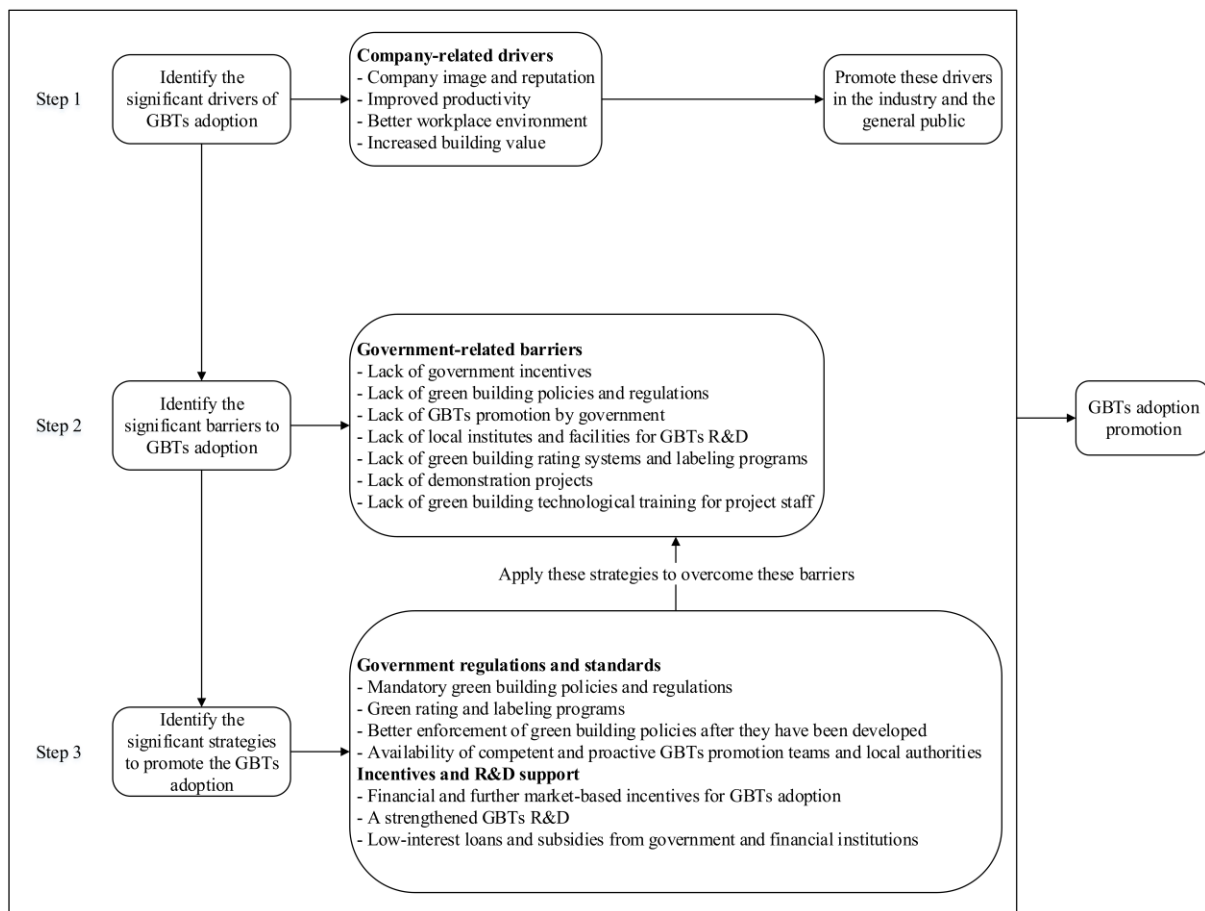 Step 1
Identify the
significant drivers of
GBTs adoption
Company-related drivers
- Company image and reputation
- Improved productivity
- Better workplace environment
- Increased building value
Promote these drivers
in the industry and the
general public
Step 2
Identify the
significant barriers to
GBTs adoption
Government-related barriers
- Lack of government incentives
- Lack of green building policies and regulations
- Lack of GBTs promotion by government
- Lack of local institutes and facilities for GBTs R&D
- Lack of green building rating systems and labeling programs
- Lack of demonstration projects
- Lack of green building technological training for project staff
GBTs adoption
promotion
Apply these strategies to overcome these barriers
Step 3
Identify the
significant strategies
to promote the GBTs
adoption
Government regulations and standards
- Mandatory green building policies and regulations
- Green rating and labeling programs
- Better enforcement of green building policies after they have been developed
- Availability of competent and proactive GBTs promotion teams and local authorities
Incentives and R&D support
- Financial and further market-based incentives for GBTs adoption
- A strengthened GBTs R&D
- Low-interest loans and subsidies from government and financial institutions